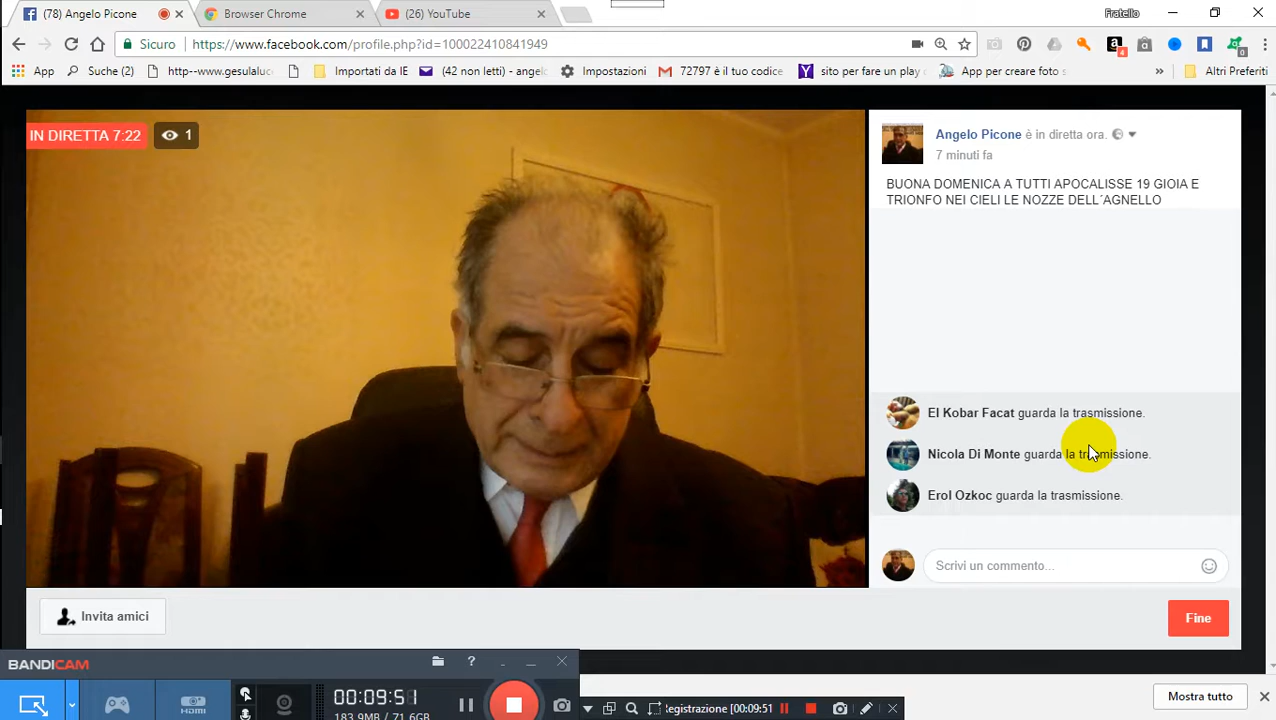 (78) Angelo Picone
Browser Chrome
(26) YouTube
Fratello
Sicuro
https://www.facebook.com/profile.php?id=100022410841949
4
0
App
Suche (2)
http--www.gesulaluc
Importati da IE
(42 non letti) - angelo
Impostazioni
72797 è il tuo codice
sito per fare un play
App per creare foto s
»
Altri Preferiti
IN DIRETTA 7:22
1
Angelo Picone è in diretta ora.
7 minuti fa
BUONA DOMENICA A TUTTI APOCALISSE 19 GIOIA E
TRIONFO NEI CIELI LE NOZZE DELL´AGNELLO
El Kobar Facat guarda la trasmissione.
Nicola Di Monte guarda la trasmissione.
Erol Ozkoc guarda la trasmissione.
Scrivi un commento...
Invita amici
Fine
BANDICAM
?
Hdmi
00:09:51
183.9MB / 71.6GB
Registrazione [00:09:51
Mostra tutto